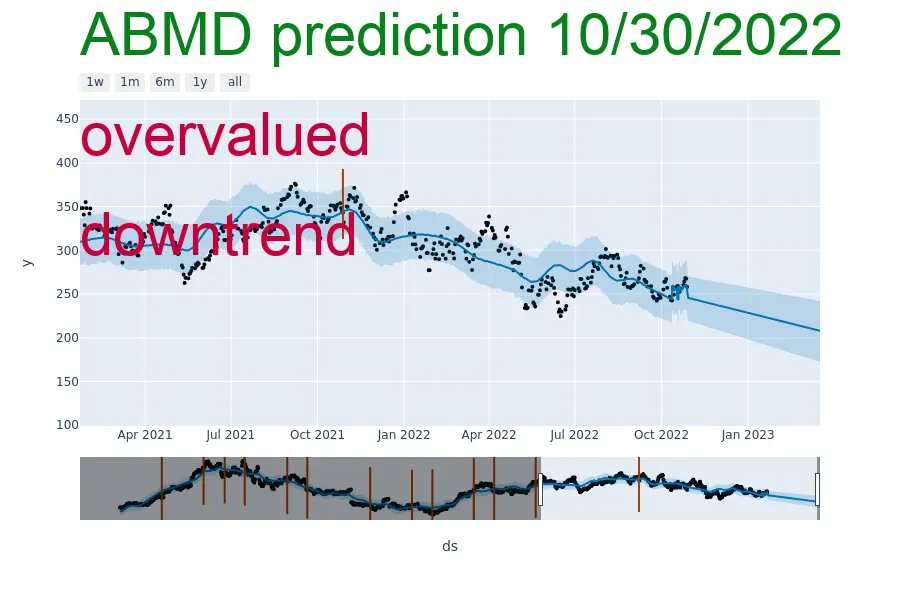 ABMD prediction 10/30/2022
1w 1m 6m 1y all
450
overvalued
400
350
downtrend
300
250
200
150
100
y
Apr 2021 Jul 2021 Oct 2021 Jan 2022 Apr 2022 Jul 2022 Oct 2022 Jan 2023
ds